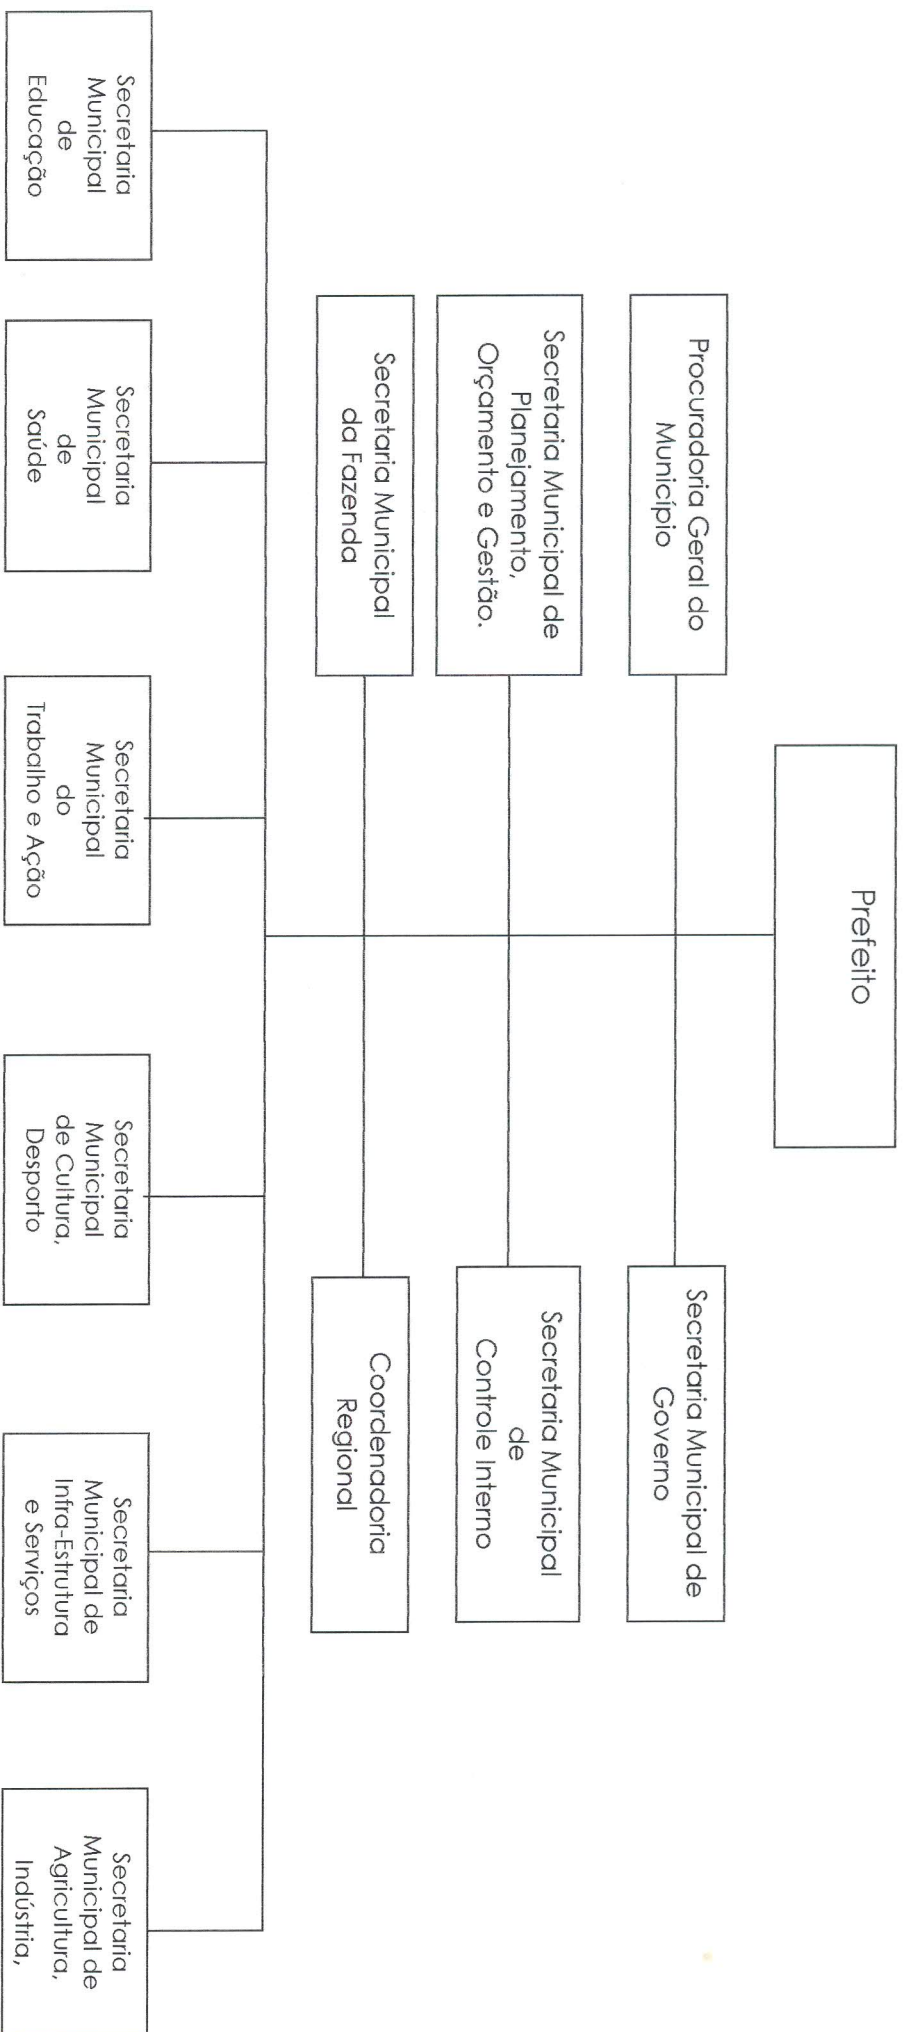 Prefeito
Procuradoria Geral do
Município
Secretaria Municipal de
Governo
Secretaria Municipal de
Planejamento,
Orçamento e Gestão.
Secretaria Municipal
de
Controle Interno
Secretaria Municipal
da Fazenda
Coordenadoria
Regional
Secretaria
Municipal
de
Educação
Secretaria
Municipal
de
Saúde
Secretaria
Municipal
do
Trabalho e Ação
Secretaria
Municipal
de Cultura,
Desporto
Secretaria
Municipal de
Infra-Estrutura
e Serviços
Secretaria
Municipal de
Agricultura,
Indústria,